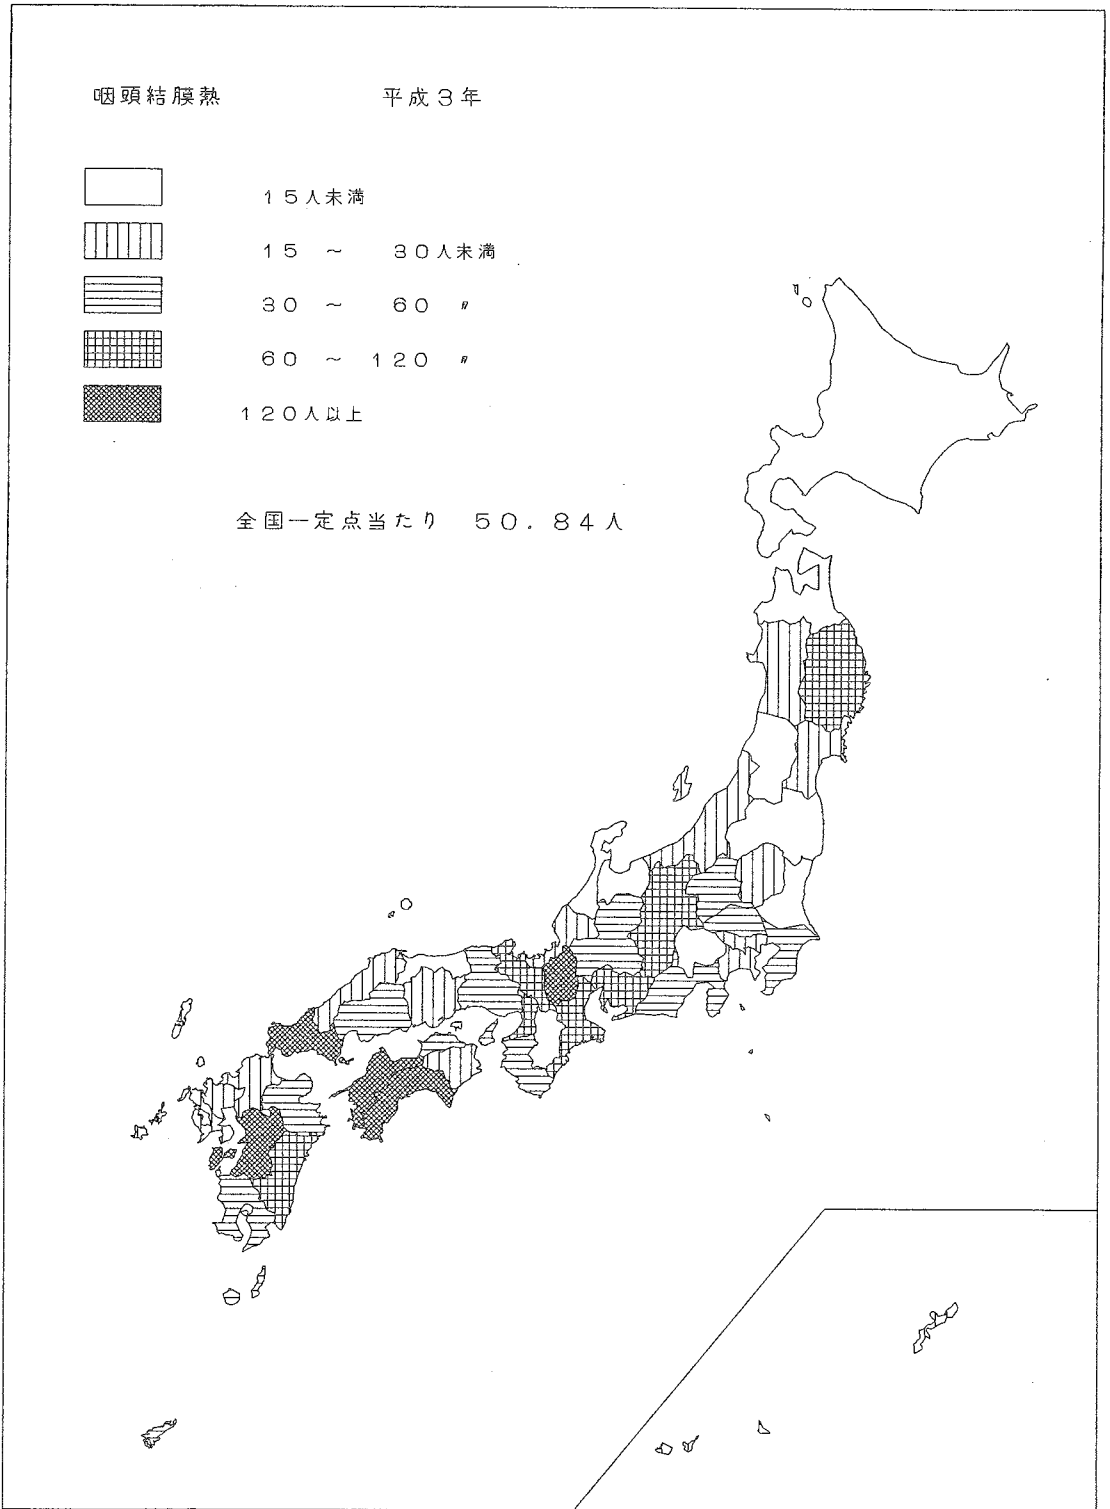 咽頭結膜熱 平成3年
15人未満
15 ～ 30人未満
30 ～ 60 〃
60 ～ 120 〃
120人以上
全国一定点当たり 50.84人